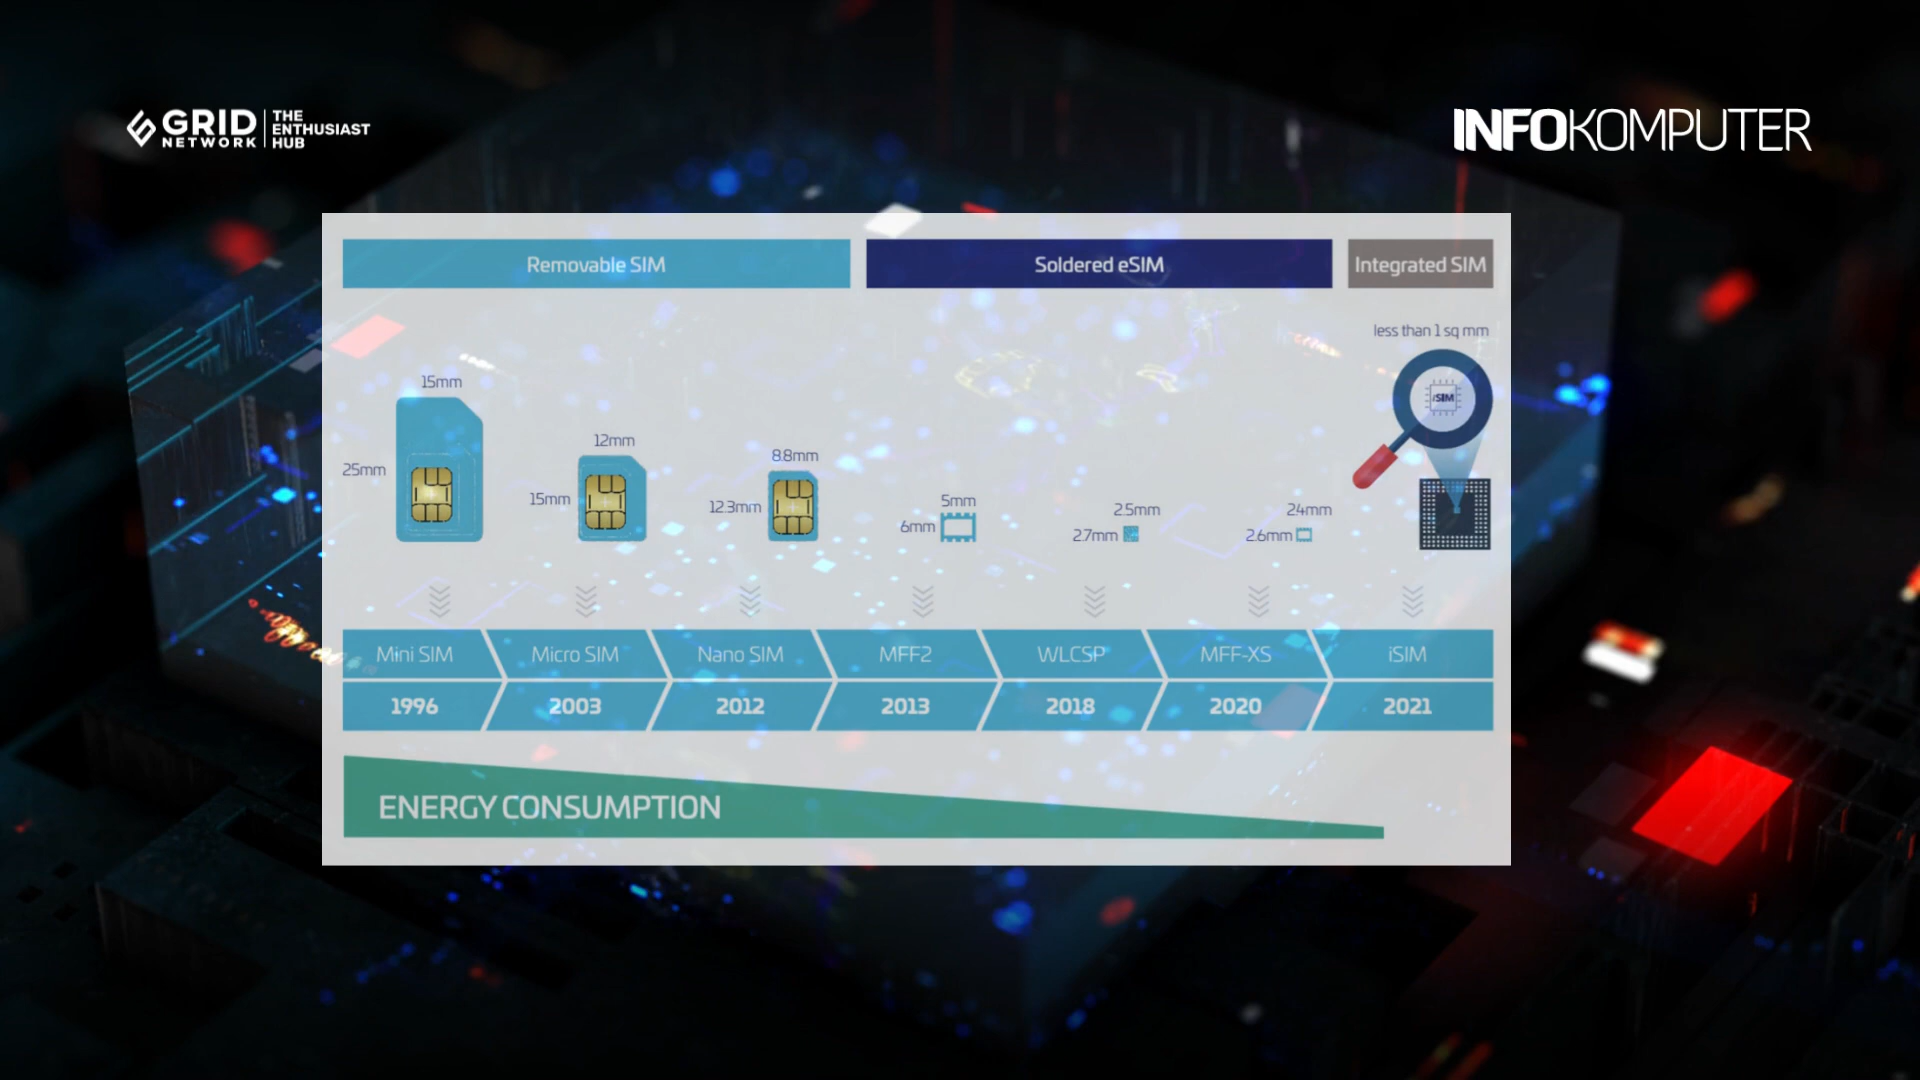 GRID
NETWORK
THE
ENTHUSIAST
HUB
INFOKOMPUTER
Removable SIM
Soldered eSIM
Integrated SIM
less than 1 sq mm
iSIM
15mm
25mm
12mm
15mm
8.8mm
12.3mm
5mm
6mm
2.5mm
2.7mm
2.4mm
2.6mm
Mini SIM
Micro SIM
Nano SIM
MFF2
WLCSP
MFF-XS
iSIM
1996
2003
2012
2013
2018
2020
2021
ENERGY CONSUMPTION